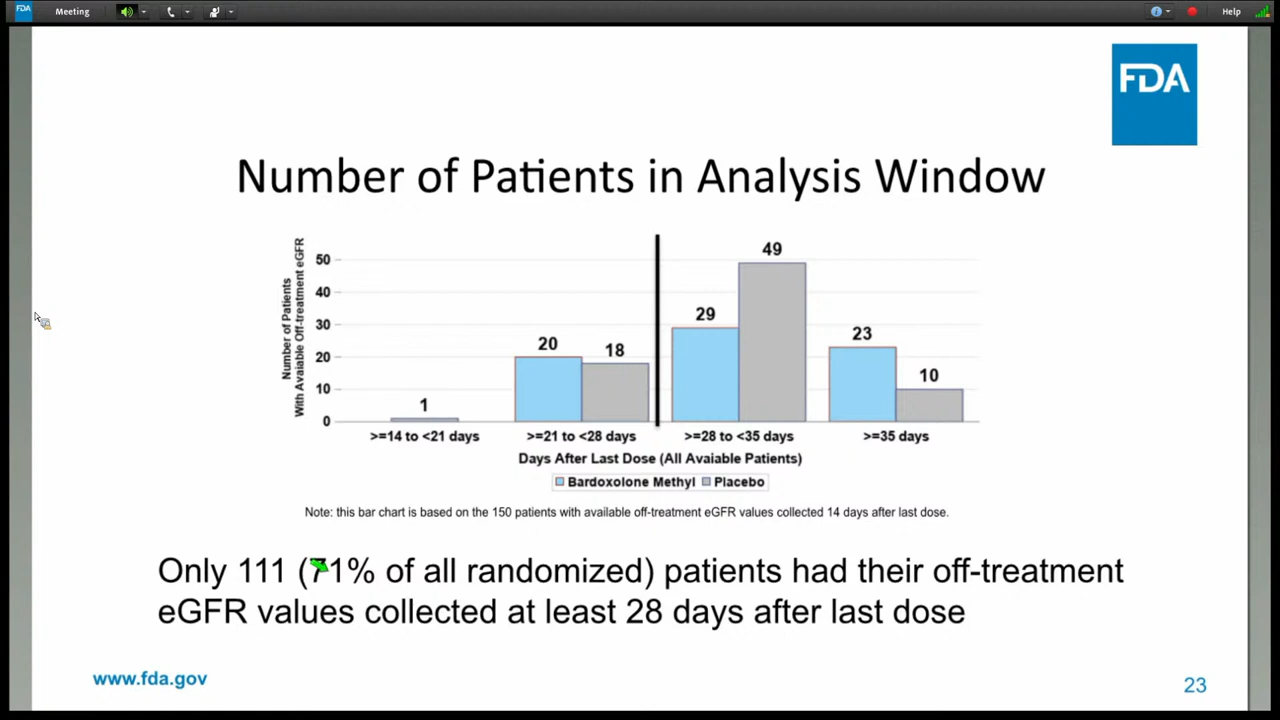 FDA Meeting Help
FDA
Number of Patients in Analysis Window
Number of Patients
With Avaiable Off-treatment eGFR
50
40
30
20
10
0
1
20
18
29
49
23
10
>=14 to <21 days
>=21 to <28 days
>=28 to <35 days
>=35 days
Days After Last Dose (All Avaiable Patients)
Bardoxolone Methyl Placebo
Note: this bar chart is based on the 150 patients with available off-treatment eGFR values collected 14 days after last dose.
Only 111 (71% of all randomized) patients had their off-treatment
eGFR values collected at least 28 days after last dose
www.fda.gov
23